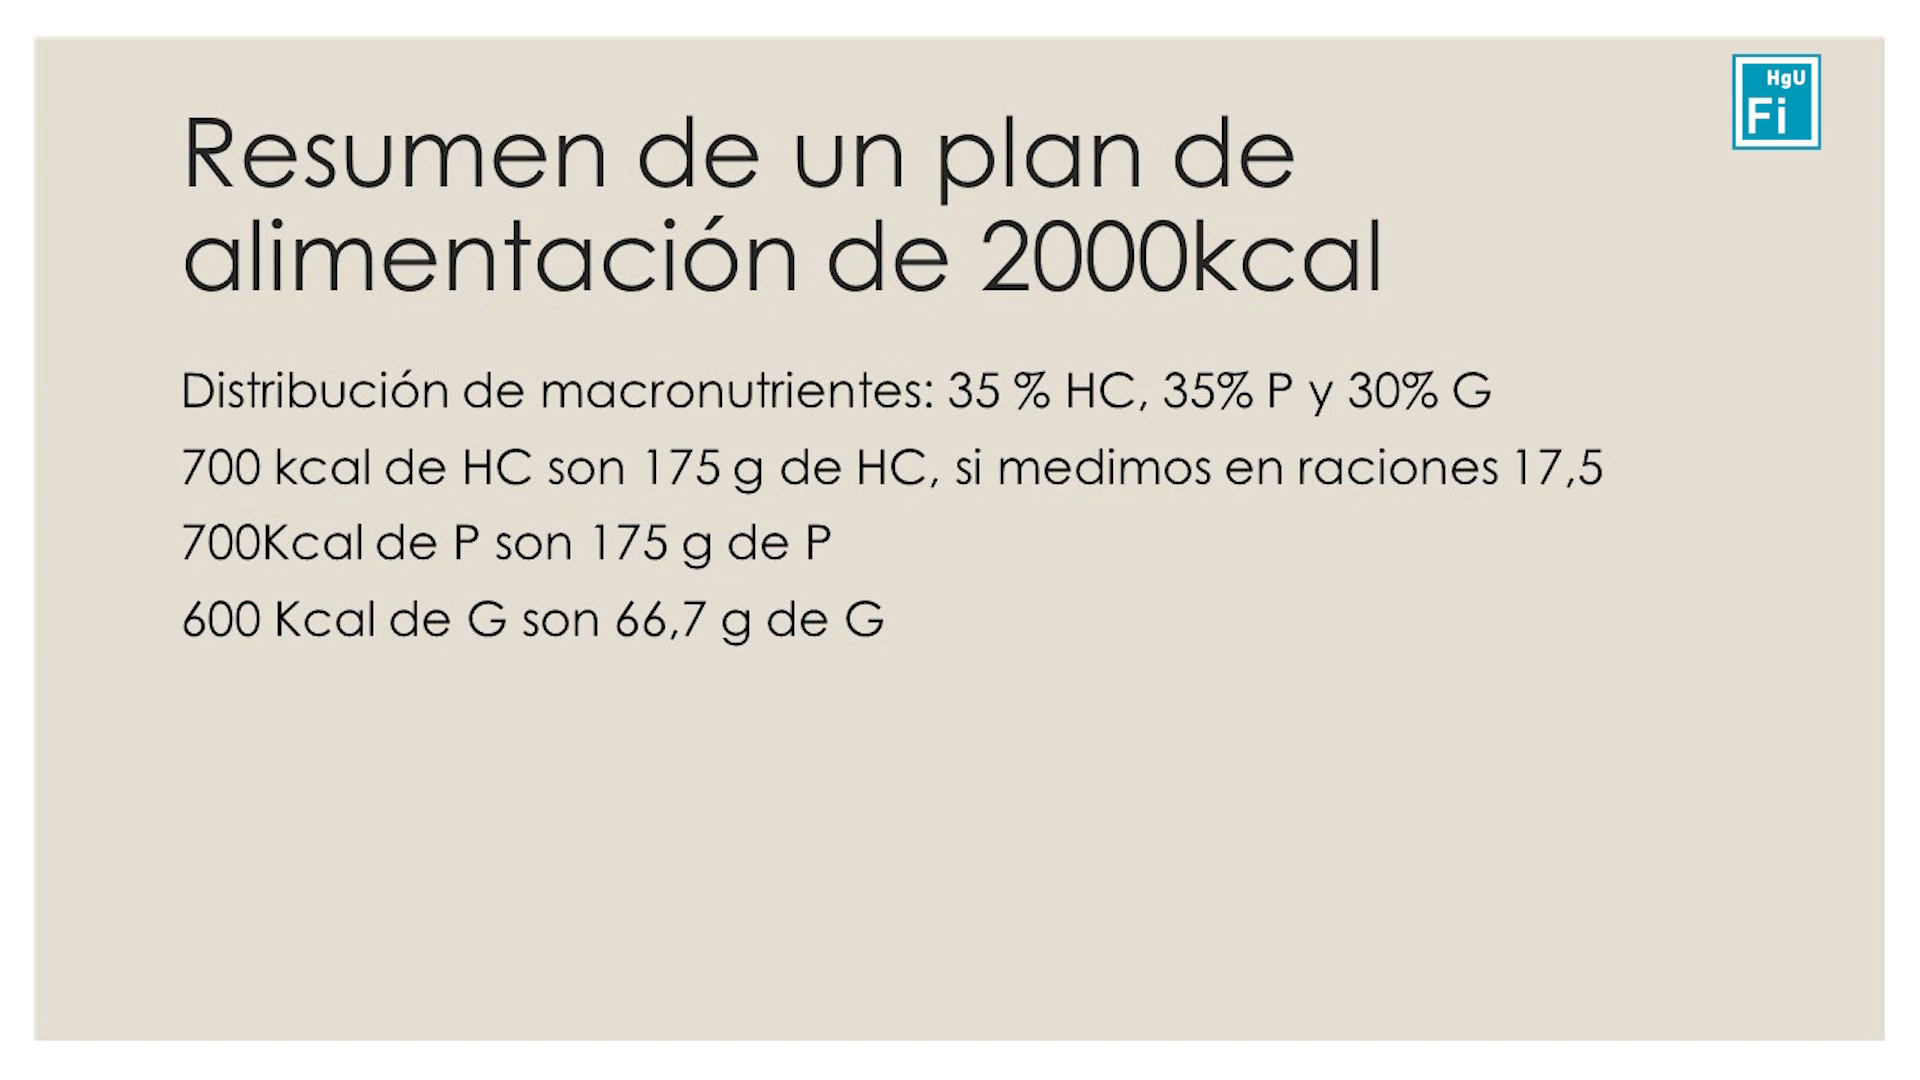 HgU
Fi
Resumen de un plan de
alimentación de 2000kcal
Distribución de macronutrientes: 35 % HC, 35% P y 30% G
700 kcal de HC son 175 g de HC, si medimos en raciones 17,5
700Kcal de P son 175 g de P
600 Kcal de G son 66,7 g de G